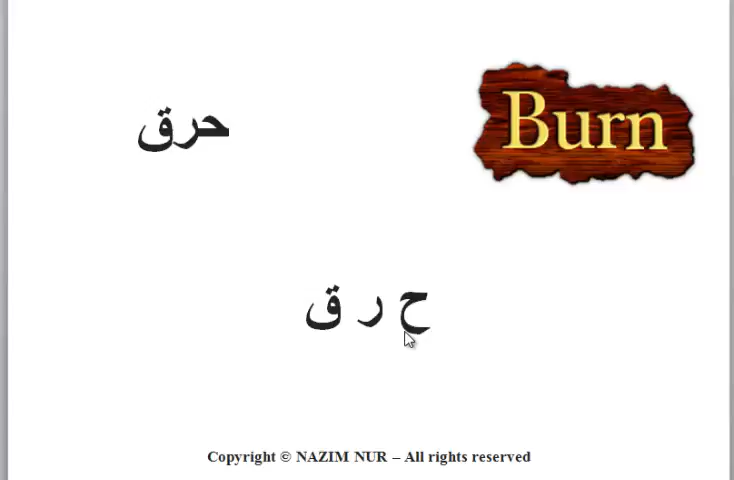 حرق
Burn
ح ر ق
Copyright © NAZIM NUR – All rights reserved